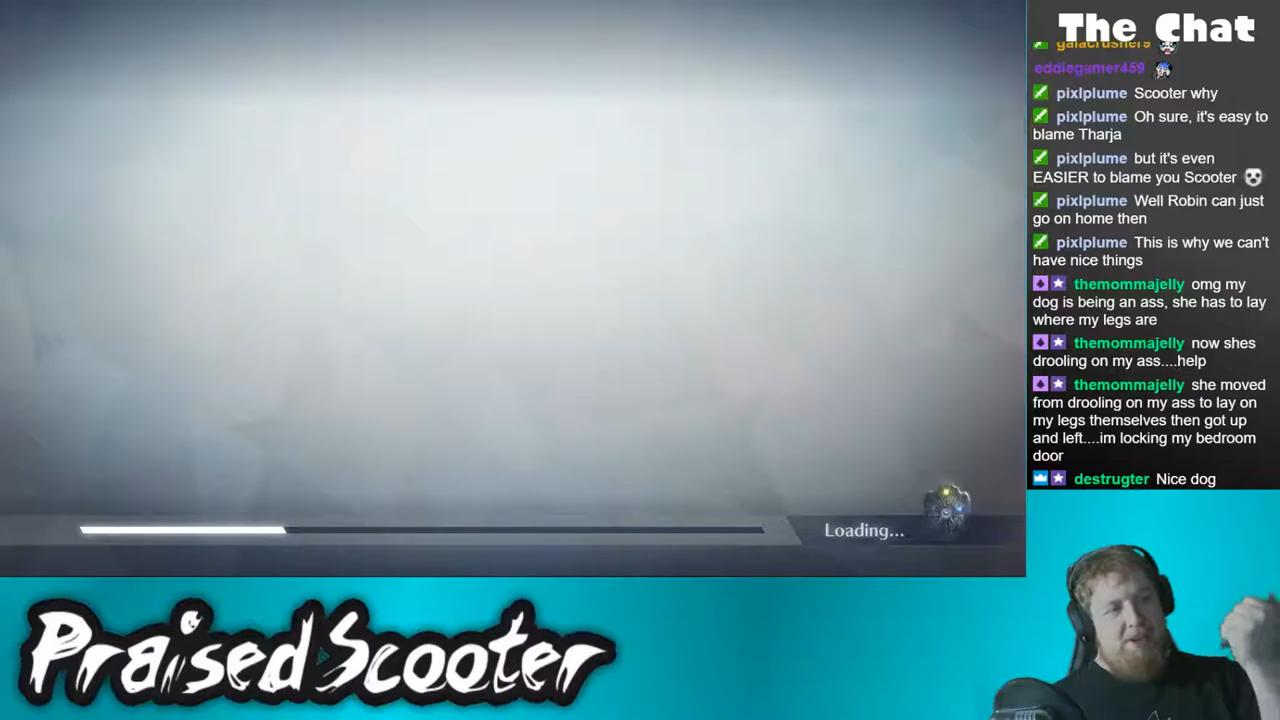 The Chat
galacrusher9
eddiegamer459
pixlplume Scooter why
pixlplume Oh sure, it's easy to
blame Tharja
pixlplume but it's even
EASIER to blame you Scooter
pixlplume Well Robin can just
go on home then
pixlplume This is why we can't
have nice things
themommajelly omg my
dog is being an ass, she has to lay
where my legs are
themommajelly now shes
drooling on my ass....help
themommajelly she moved
from drooling on my ass to lay on
my legs themselves then got up
and left....im locking my bedroom
door
destrugter Nice dog
Loading...
Praised Scooter